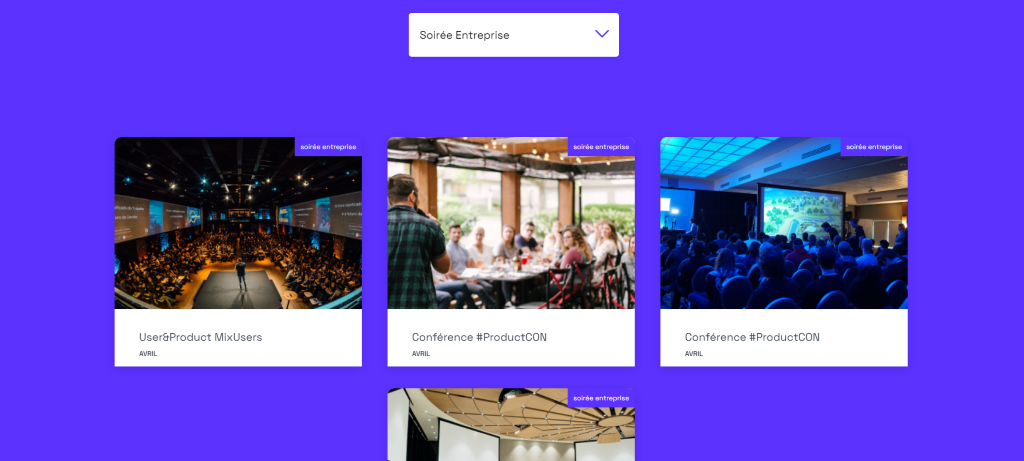 Soirée Entreprise
soirée entreprise
soirée entreprise
soirée entreprise
User&Product MixUsers
AVRIL
Conférence #ProductCON
AVRIL
Conférence #ProductCON
AVRIL
soirée entreprise